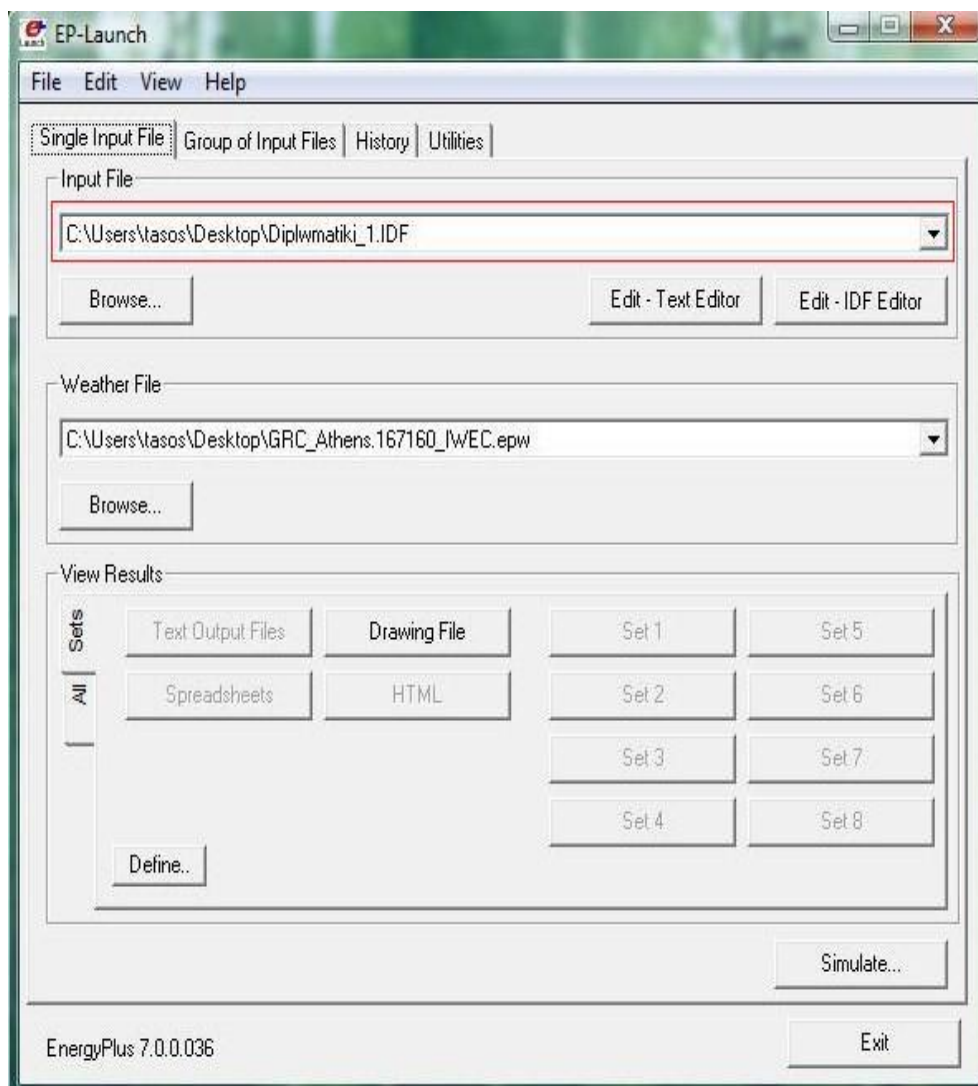 EP-Launch
File Edit View Help
Single Input File Group of Input Files History Utilities
Input File
C:\Users\tasos\Desktop\Diplwmatiki_1.IDF
Browse... Edit - Text Editor Edit - IDF Editor
Weather File
C:\Users\tasos\Desktop\GRC_Athens.167160_IWEC.epw
Browse...
View Results
Sets
All
Text Output Files Drawing File Set 1 Set 5
Spreadsheets HTML Set 2 Set 6
Set 3 Set 7
Set 4 Set 8
Define..
Simulate...
EnergyPlus 7.0.0.036 Exit